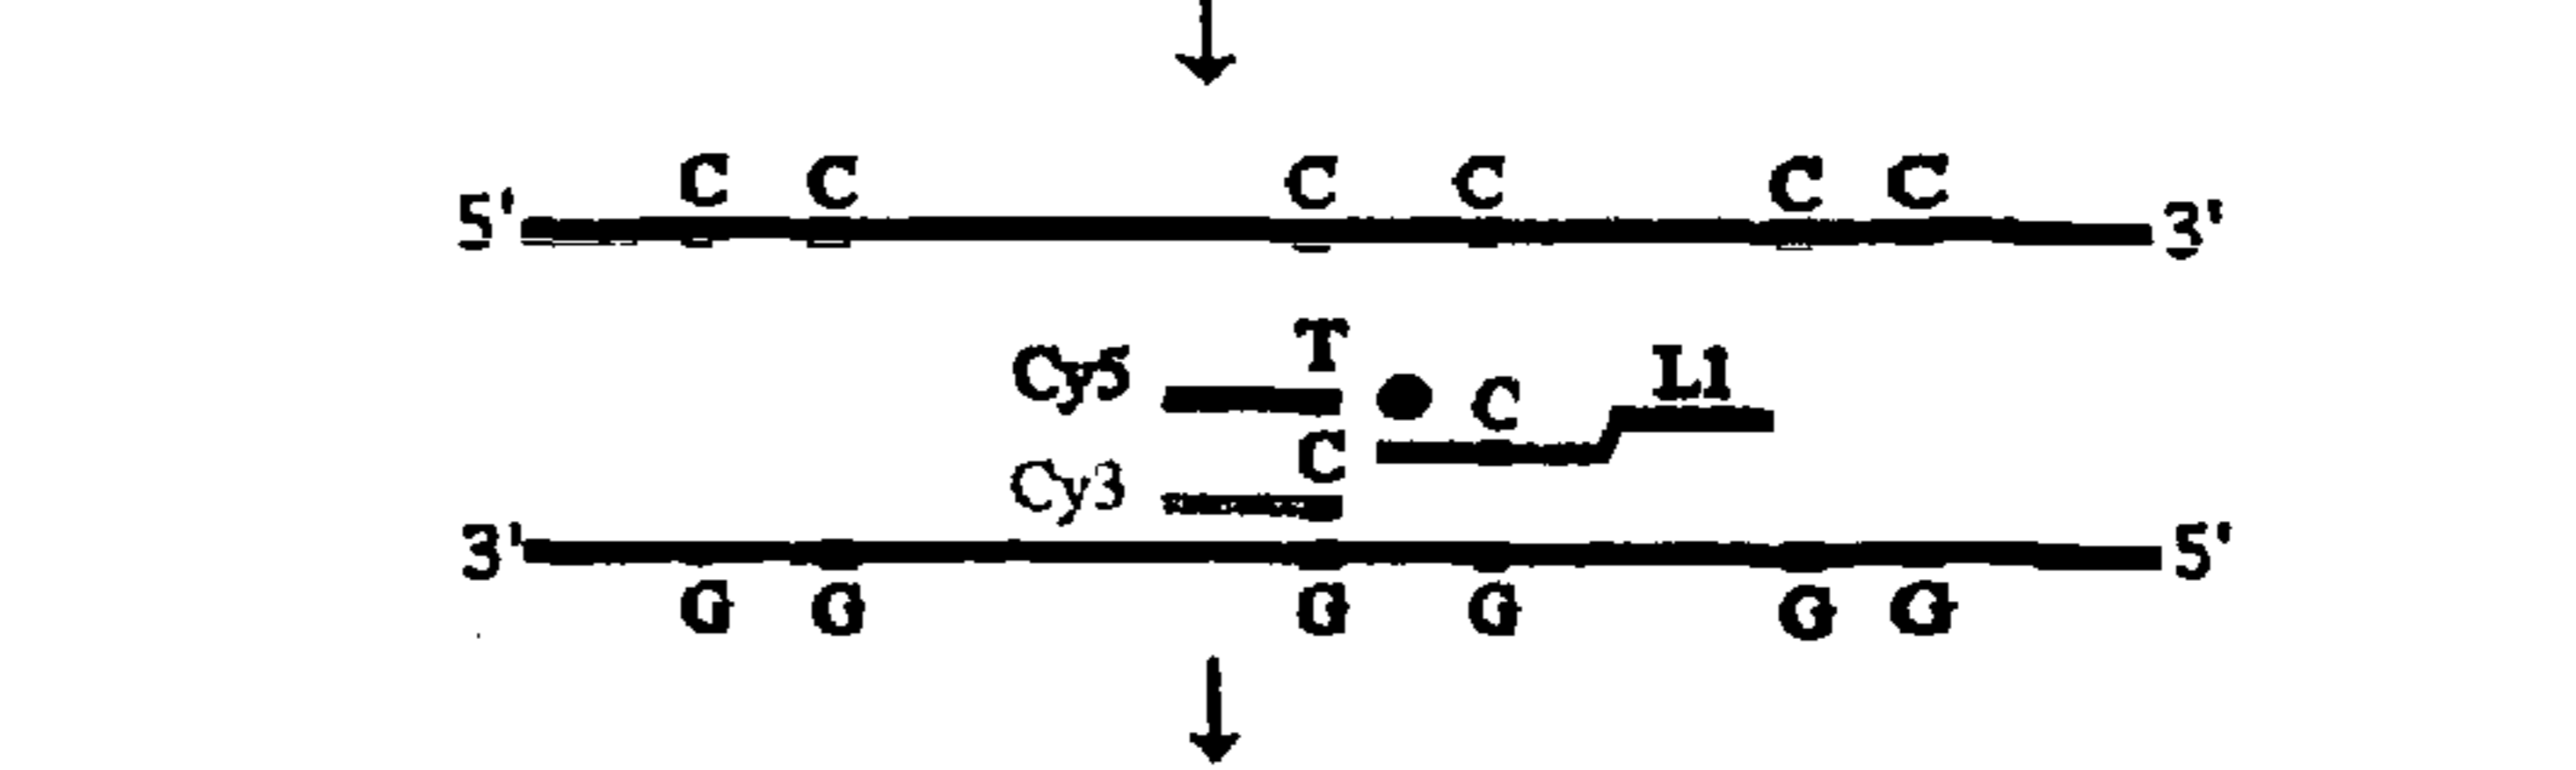 C C C C C C
5' 3'
T
Cy5 C L1
C
Cy3
3' 5'
G G G G G G